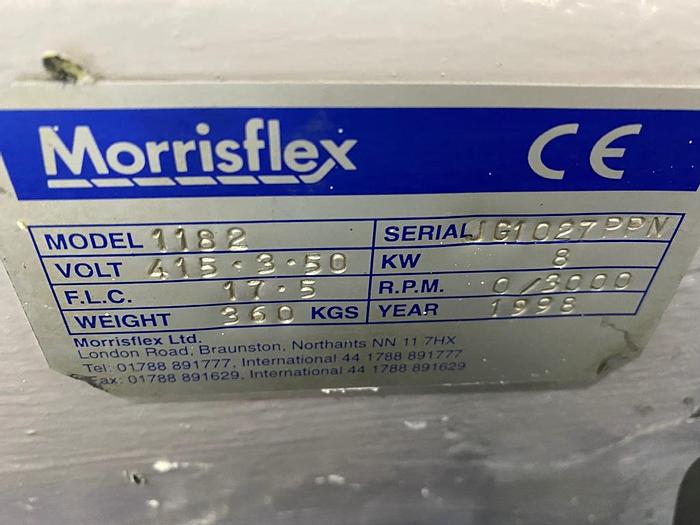 Morrisflex CE
MODEL 1182 SERIAL JG1027PPN
VOLT 415·3·50 KW 8
F.L.C. 17·5 R.P.M. 0/3000
WEIGHT 360 KGS YEAR 1998
Morrisflex Ltd.
London Road, Braunston, Northants NN 11 7HX
Tel: 01788 891777, International 44 1788 891777
Fax: 01788 891629, International 44 1788 891629